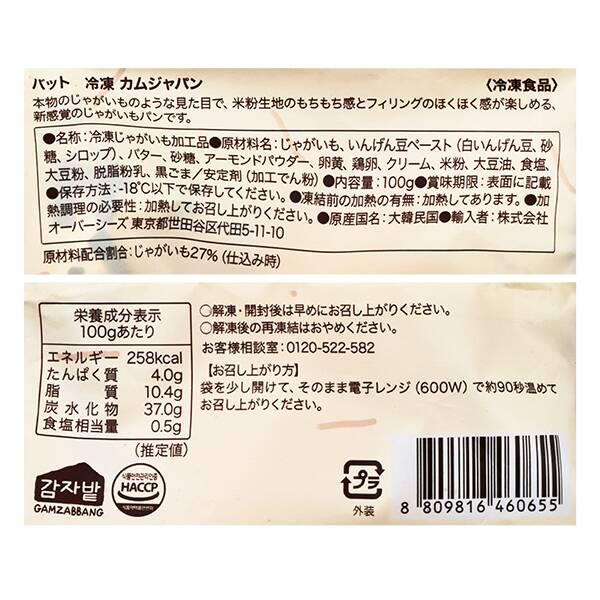 バット 冷凍 カムジャパン 〈冷凍食品〉
本物のじゃがいものような見た目で、米粉生地のもちもち感とフィリングのほくほく感が楽しめる、
新感覚のじゃがいもパンです。
●名称：冷凍じゃがいも加工品●原材料名：じゃがいも、いんげん豆ペースト（白いんげん豆、砂
糖、シロップ）、バター、砂糖、アーモンドパウダー、卵黄、鶏卵、クリーム、米粉、大豆油、食塩、
大豆粉、脱脂粉乳、黒ごま／安定剤（加工でん粉）●内容量：100g●賞味期限：表面に記載
●保存方法：-18℃以下で保存してください。●凍結前の加熱の有無：加熱してあります。●加
熱調理の必要性：加熱してお召し上がりください。●原産国名：大韓民国●輸入者：株式会社
オーバーシーズ 東京都世田谷区代田5-11-10
原材料配合割合：じゃがいも27%（仕込み時）
栄養成分表示
100gあたり
エネルギー 258kcal
たんぱく質 4.0g
脂質 10.4g
炭水化物 37.0g
食塩相当量 0.5g
（推定値）
○解凍・開封後は早めにお召し上がりください。
○解凍後の再凍結はおやめください。
お客様相談室：0120-522-582
【お召し上がり方】
袋を少し開けて、そのまま電子レンジ（600W）で約90秒温めて
お召し上がりください。
감자밭
GAMZABBANG
HACCP
プラ
外装
8 809816 460655